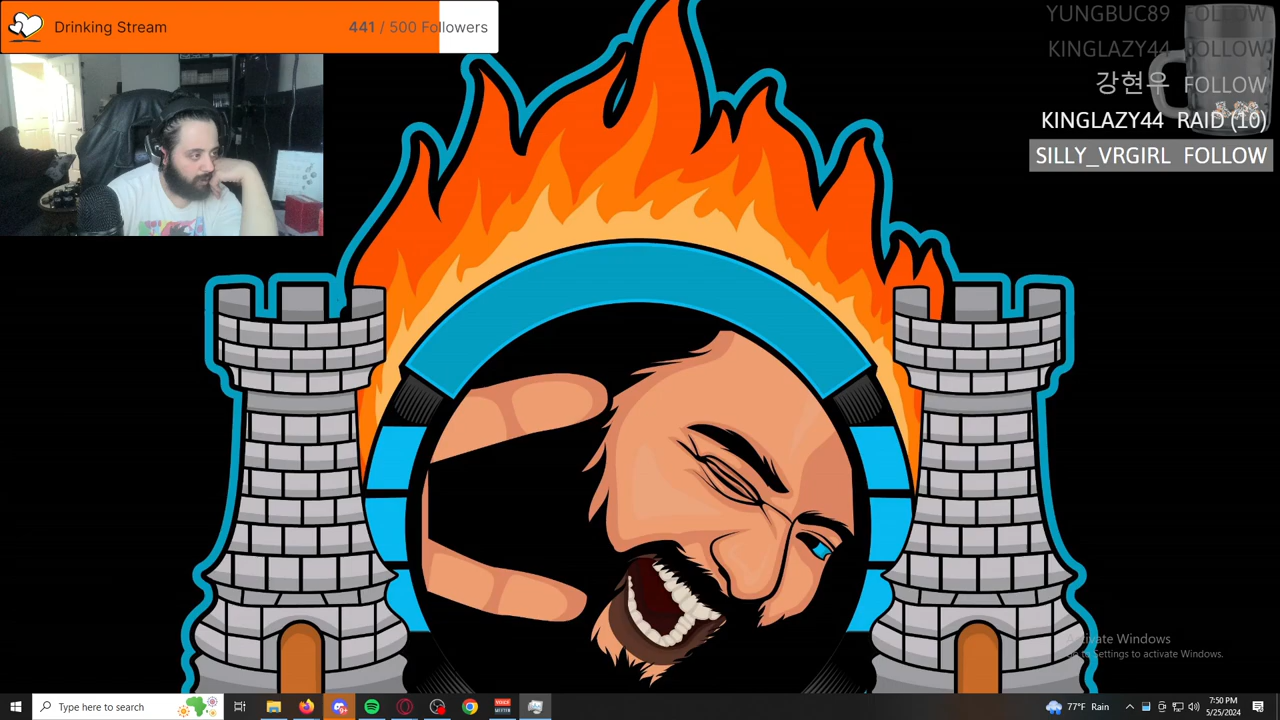 Drinking Stream 441 / 500 Followers
YUNGBUC89 FOLLOW
KINGLAZY44 FOLLOW
강현우 FOLLOW
KINGLAZY44 RAID (10)
SILLY_VRGIRL FOLLOW
Activate Windows
Go to Settings to activate Windows.
Type here to search
77°F Rain
7:50 PM
5/25/2024